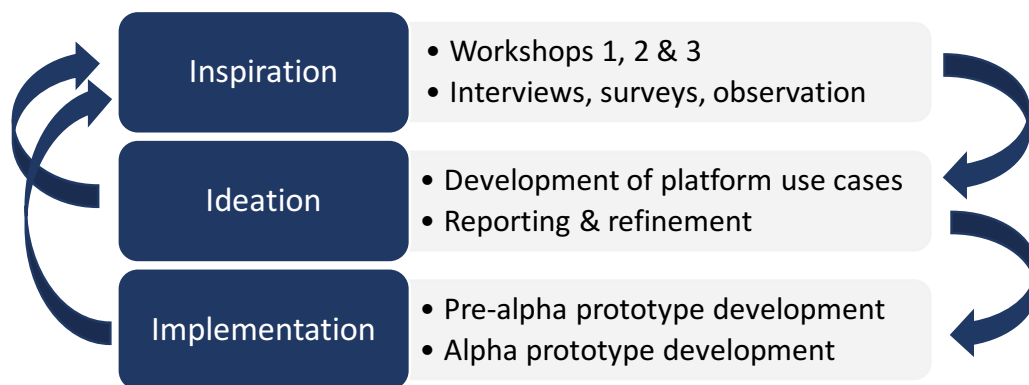 Inspiration
• Workshops 1, 2 & 3
• Interviews, surveys, observation
Ideation
• Development of platform use cases
• Reporting & refinement
Implementation
• Pre-alpha prototype development
• Alpha prototype development